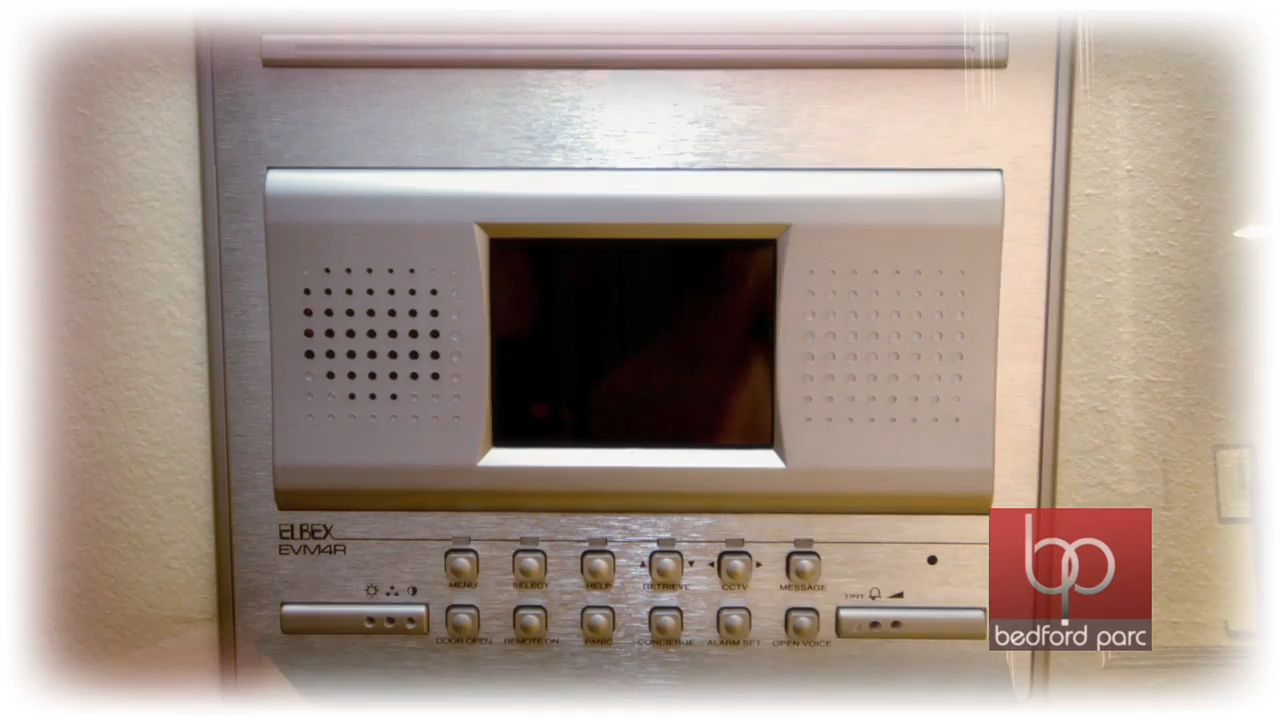 ELBEX
EVM4R
MENU SELECT HELP RETRIEVE CCTV MESSAGE
DOOR OPEN REMOTE ON PANIC CONCIERGE ALARM SET OPEN VOICE
bp
bedford parc